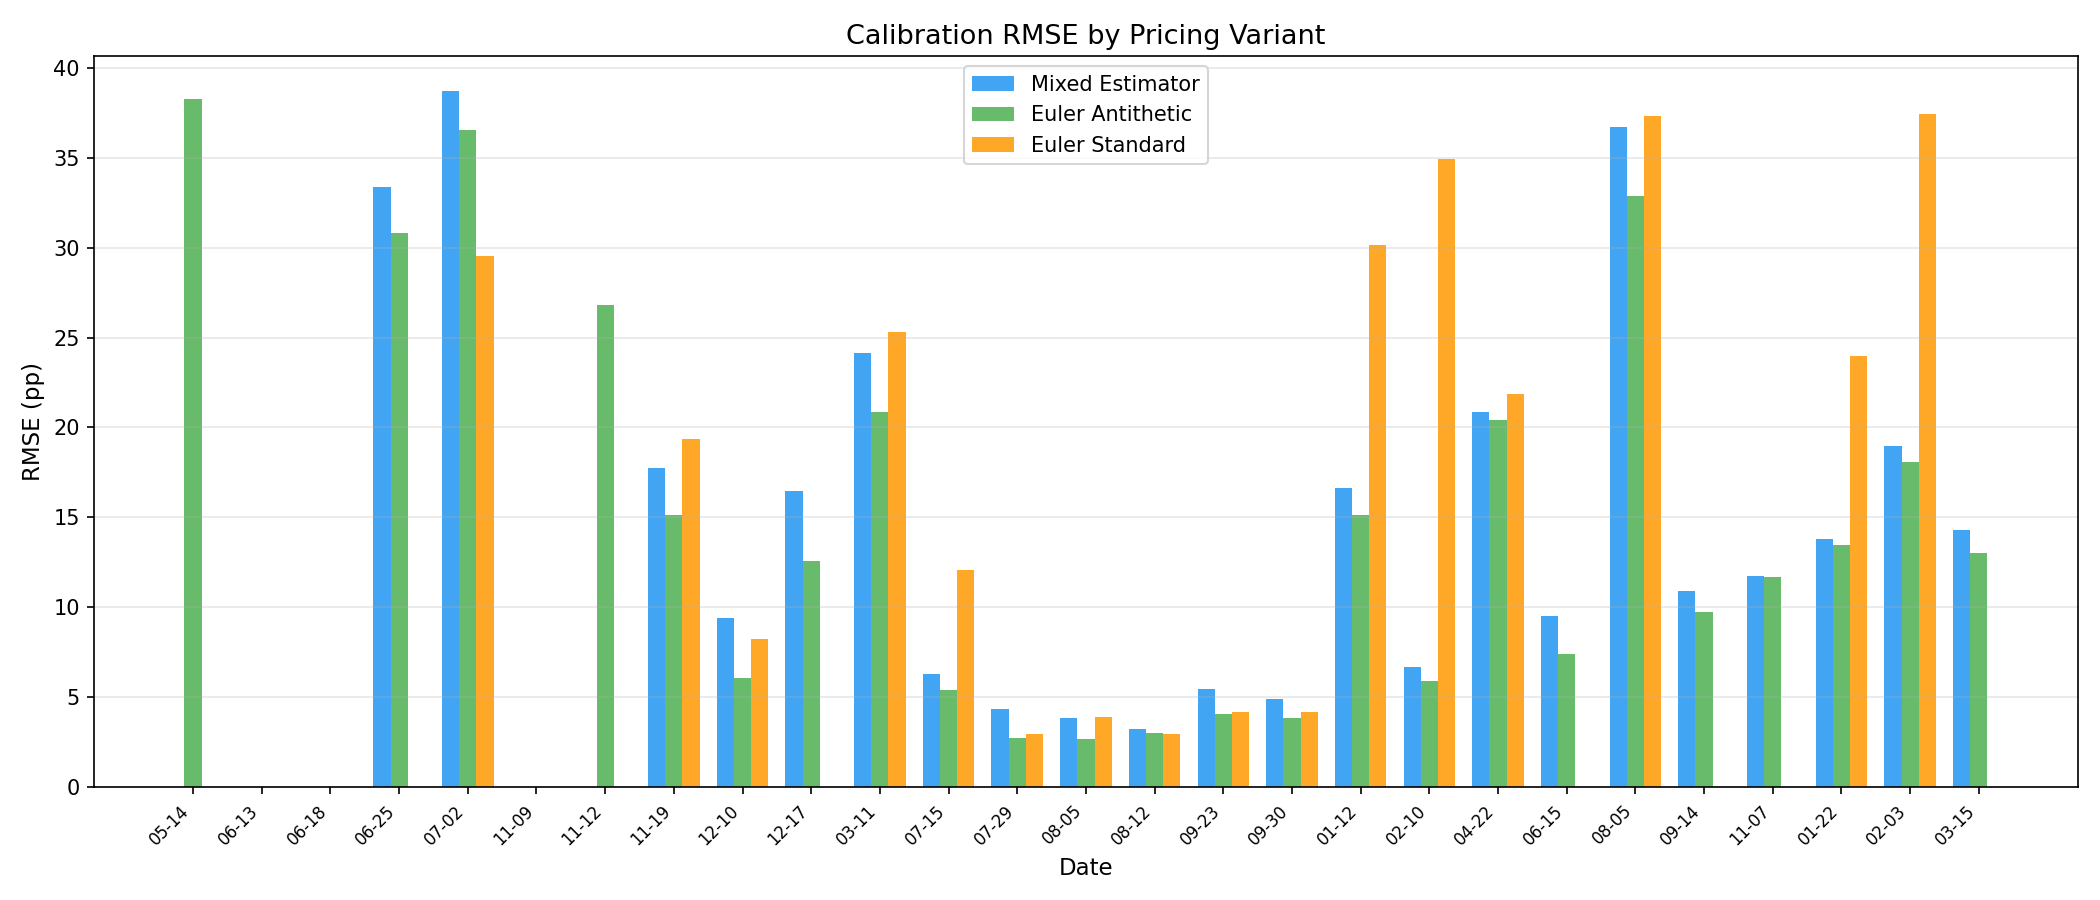 Calibration RMSE by Pricing Variant
Mixed Estimator
Euler Antithetic
Euler Standard
RMSE (pp)
40
35
30
25
20
15
10
5
0
05-14 06-13 06-18 06-25 07-02 11-09 11-12 11-19 12-10 12-17 03-11 07-15 07-29 08-05 08-12 09-23 09-30 01-12 02-10 04-22 06-15 08-05 09-14 11-07 01-22 02-03 03-15
Date